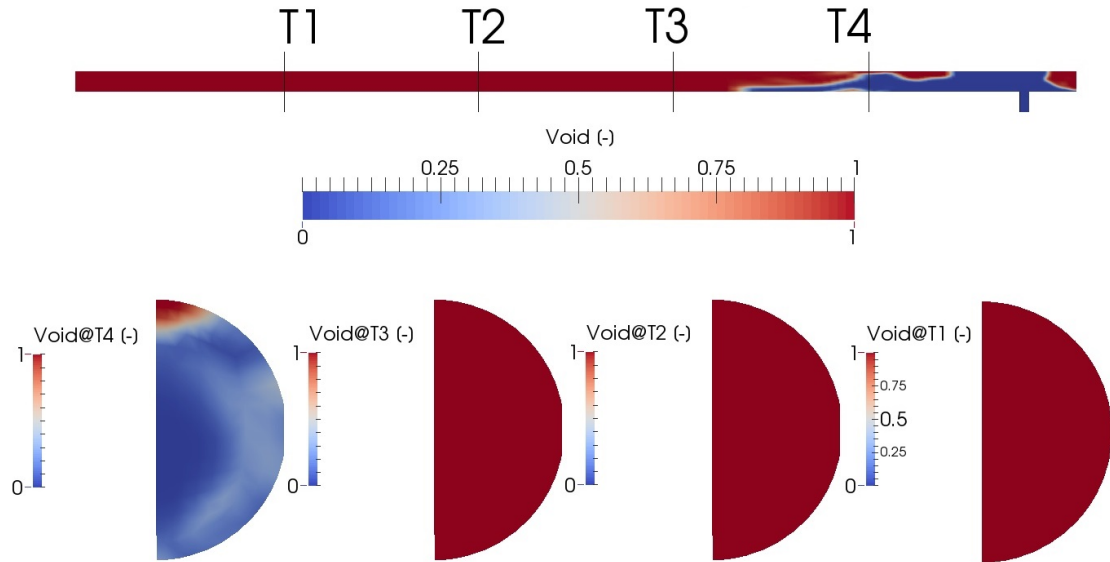 T1 T2 T3 T4
Void (-)
0.25 0.5 0.75 1
0 1
Void@T4 (-) Void@T3 (-) Void@T2 (-) Void@T1 (-)
1 1 1 1
0.75
0.5
0.25
0 0 0 0